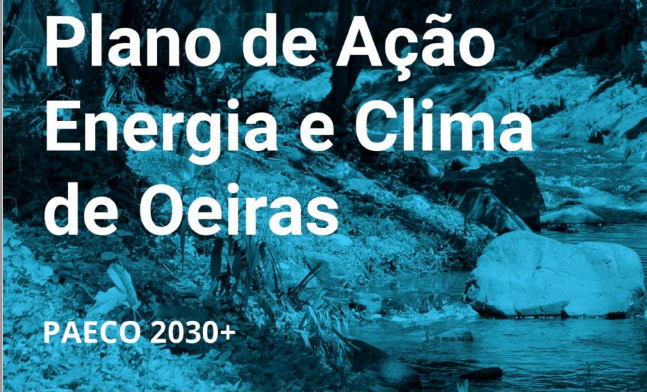 Plano de Ação
Energia e Clima
de Oeiras
PAECO 2030+